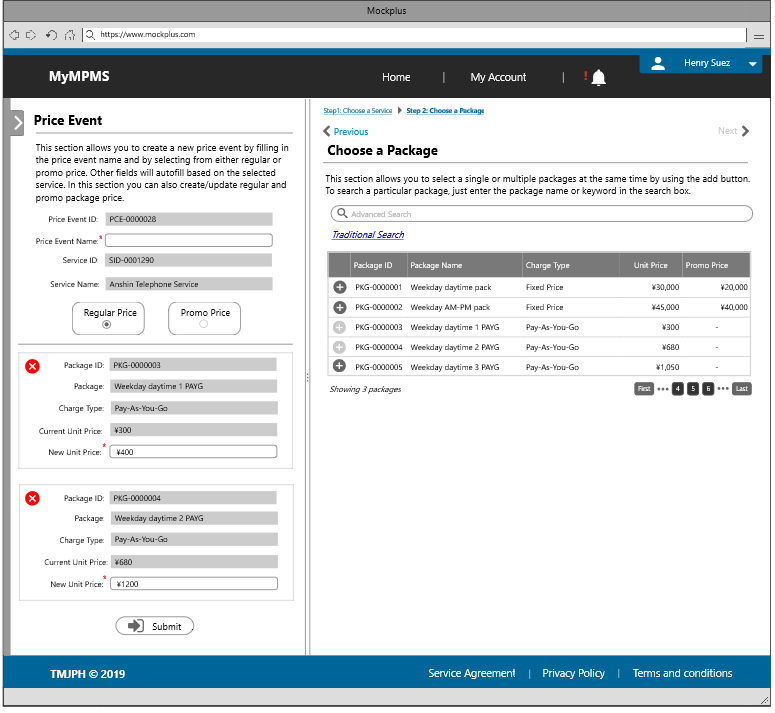 Mockplus
https://www.mockplus.com
MyMPMS
Home | My Account | !
Henry Suez
Price Event
This section allows you to create a new price event by filling in
the price event name and by selecting from either regular or
promo price. Other fields will autofill based on the selected
service. In this section you can also create/update regular and
promo package price.
Price Event ID: PCE-0000028
Price Event Name:*
Service ID: SID-0001290
Service Name: Anshin Telephone Service
Regular Price
Promo Price
Package ID: PKG-0000003
Package: Weekday daytime 1 PAYG
Charge Type: Pay-As-You-Go
Current Unit Price: ¥300
New Unit Price:* ¥400
Package ID: PKG-0000004
Package: Weekday daytime 2 PAYG
Charge Type: Pay-As-You-Go
Current Unit Price: ¥680
New Unit Price:* ¥1200
Submit
Step1: Choose a Service Step 2: Choose a Package
Previous
Next
Choose a Package
This section allows you to select a single or multiple packages at the same time by using the add button.
To search a particular package, just enter the package name or keyword in the search box.
Advanced Search
Traditional Search
Package ID Package Name Charge Type Unit Price Promo Price
PKG-0000001 Weekday daytime pack Fixed Price ¥30,000 ¥20,000
PKG-0000002 Weekday AM-PM pack Fixed Price ¥45,000 ¥40,000
PKG-0000003 Weekday daytime 1 PAYG Pay-As-You-Go ¥300 -
PKG-0000004 Weekday daytime 2 PAYG Pay-As-You-Go ¥680 -
PKG-0000005 Weekday daytime 3 PAYG Pay-As-You-Go ¥1,050 -
Showing 3 packages
First ••• 4 5 6 ••• Last
TMJPH © 2019
Service Agreement | Privacy Policy | Terms and conditions